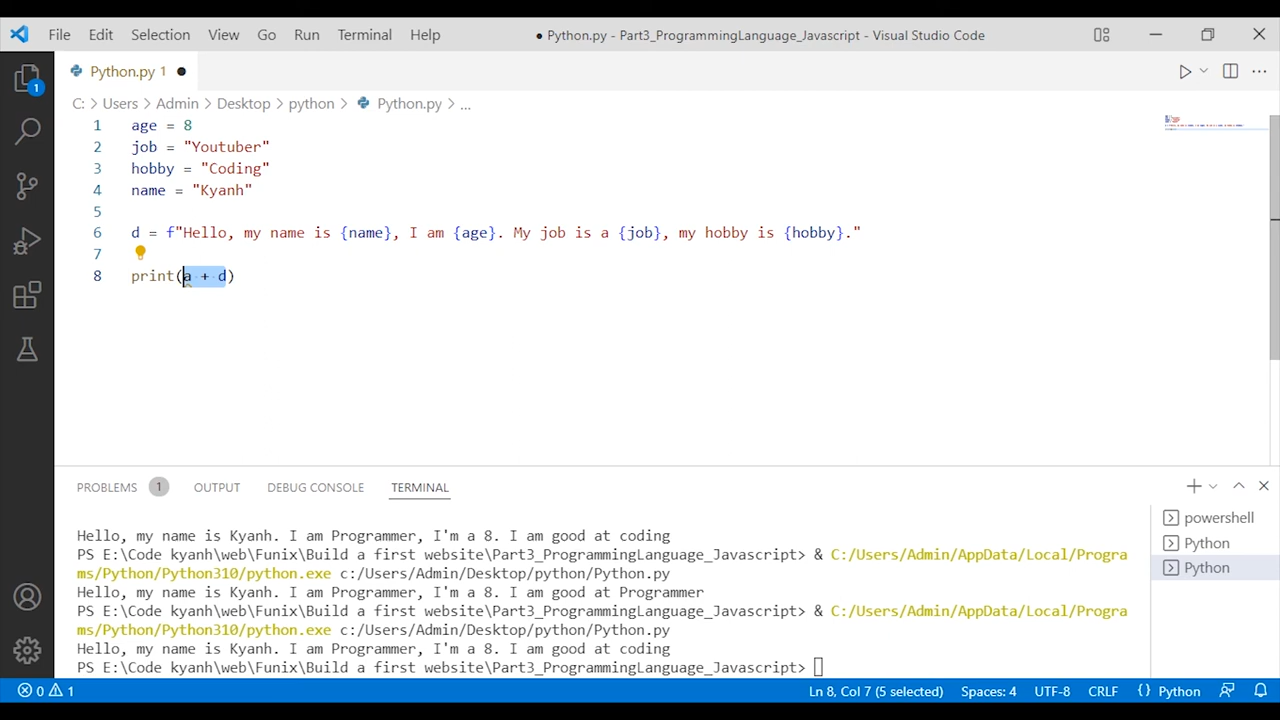 File Edit Selection View Go Run Terminal Help ● Python.py - Part3_ProgrammingLanguage_Javascript - Visual Studio Code
Python.py 1 ●
1
C: > Users > Admin > Desktop > python > Python.py > ...
1 age = 8
2 job = "Youtuber"
3 hobby = "Coding"
4 name = "Kyanh"
5
6 d = f"Hello, my name is {name}, I am {age}. My job is a {job}, my hobby is {hobby}."
7
8 print(a + d)
PROBLEMS 1 OUTPUT DEBUG CONSOLE TERMINAL
Hello, my name is Kyanh. I am Programmer, I'm a 8. I am good at coding
PS E:\Code kyanh\web\Funix\Build a first website\Part3_ProgrammingLanguage_Javascript> & C:/Users/Admin/AppData/Local/Progra
ms/Python/Python310/python.exe c:/Users/Admin/Desktop/python/Python.py
Hello, my name is Kyanh. I am Programmer, I'm a 8. I am good at Programmer
PS E:\Code kyanh\web\Funix\Build a first website\Part3_ProgrammingLanguage_Javascript> & C:/Users/Admin/AppData/Local/Progra
ms/Python/Python310/python.exe c:/Users/Admin/Desktop/python/Python.py
Hello, my name is Kyanh. I am Programmer, I'm a 8. I am good at coding
PS E:\Code kyanh\web\Funix\Build a first website\Part3_ProgrammingLanguage_Javascript>
powershell
Python
Python
0 1 Ln 8, Col 7 (5 selected) Spaces: 4 UTF-8 CRLF { } Python